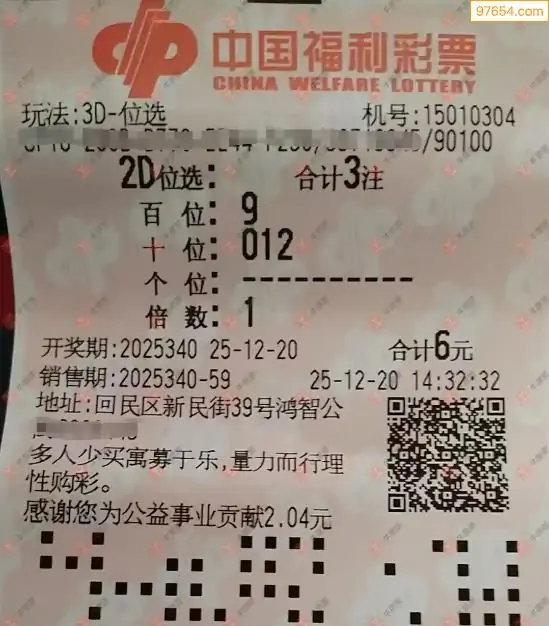 97654.com
中国福利彩票
CHINA WELFARE LOTTERY
玩法:3D-位选 机号:15010304
/90100
2D位选: 合计3注
百 位: 9
十 位: 012
个 位: ----------
倍 数: 1
开奖期:2025340 25-12-20 合计6元
销售期:2025340-59 25-12-20 14:32:32
地址:回民区新民街39号鸿智公
多人少买寓募于乐,量力而行理
性购彩。
感谢您为公益事业贡献2.04元